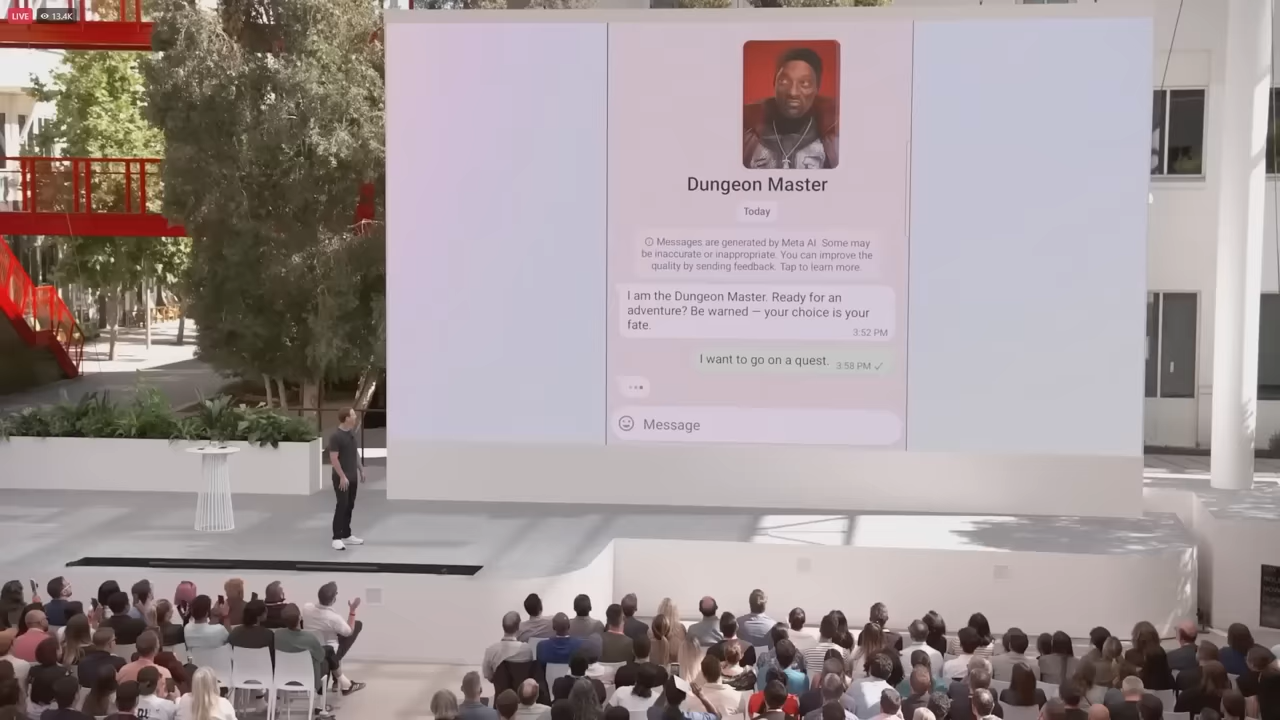 LIVE 13.4K
Dungeon Master
Today
Messages are generated by Meta AI. Some may
be inaccurate or inappropriate. You can improve the
quality by sending feedback. Tap to learn more.
I am the Dungeon Master. Ready for an
adventure? Be warned — your choice is your
fate.
3:52 PM
I want to go on a quest. 3:58 PM
Message